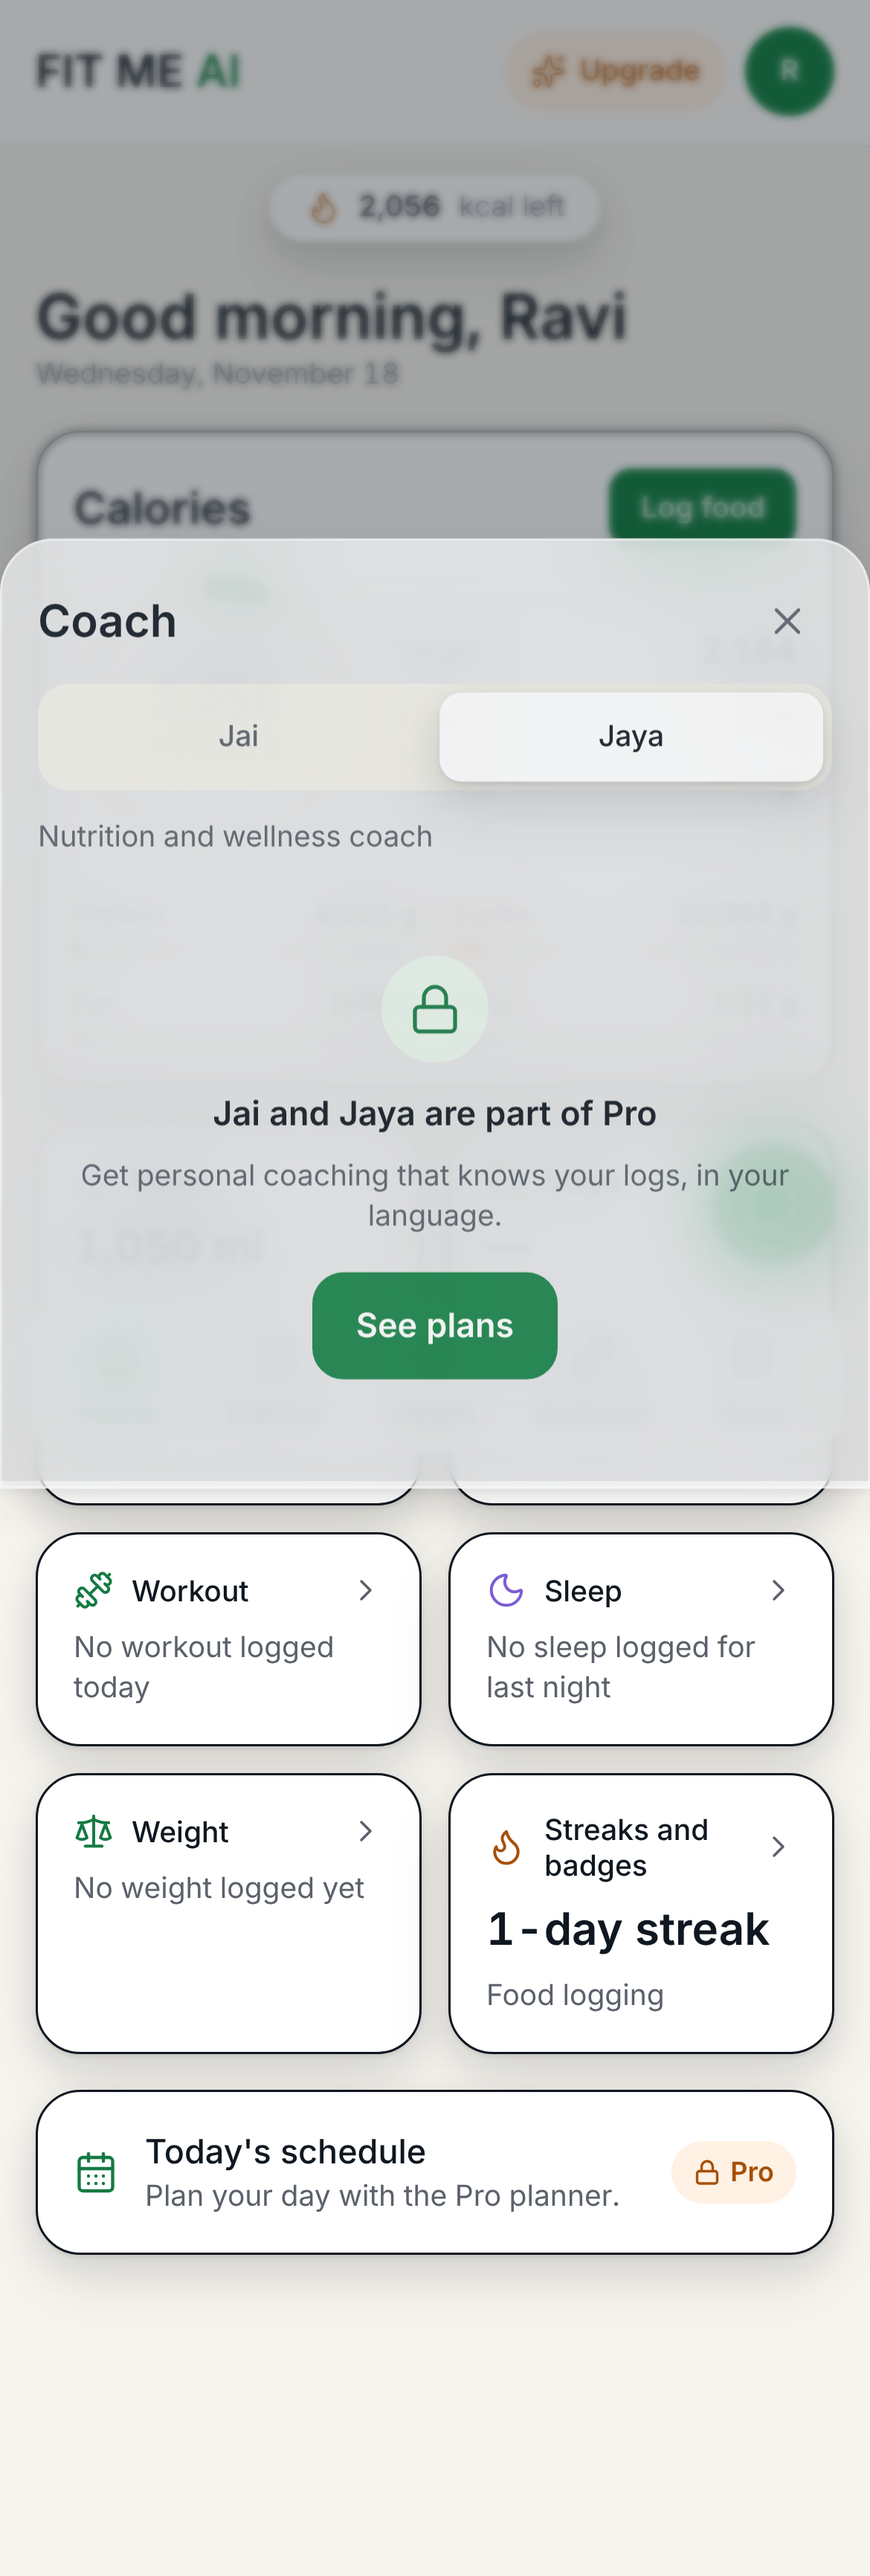 FIT ME AI
Upgrade
R
2,056 kcal left
Good morning, Ravi
Wednesday, November 18
Calories
Log food
Coach
Jai
Jaya
Nutrition and wellness coach
Jai and Jaya are part of Pro
Get personal coaching that knows your logs, in your
language.
1,050 ml
See plans
Workout
No workout logged
today
Sleep
No sleep logged for
last night
Weight
No weight logged yet
Streaks and
badges
1-day streak
Food logging
Today's schedule
Plan your day with the Pro planner.
Pro